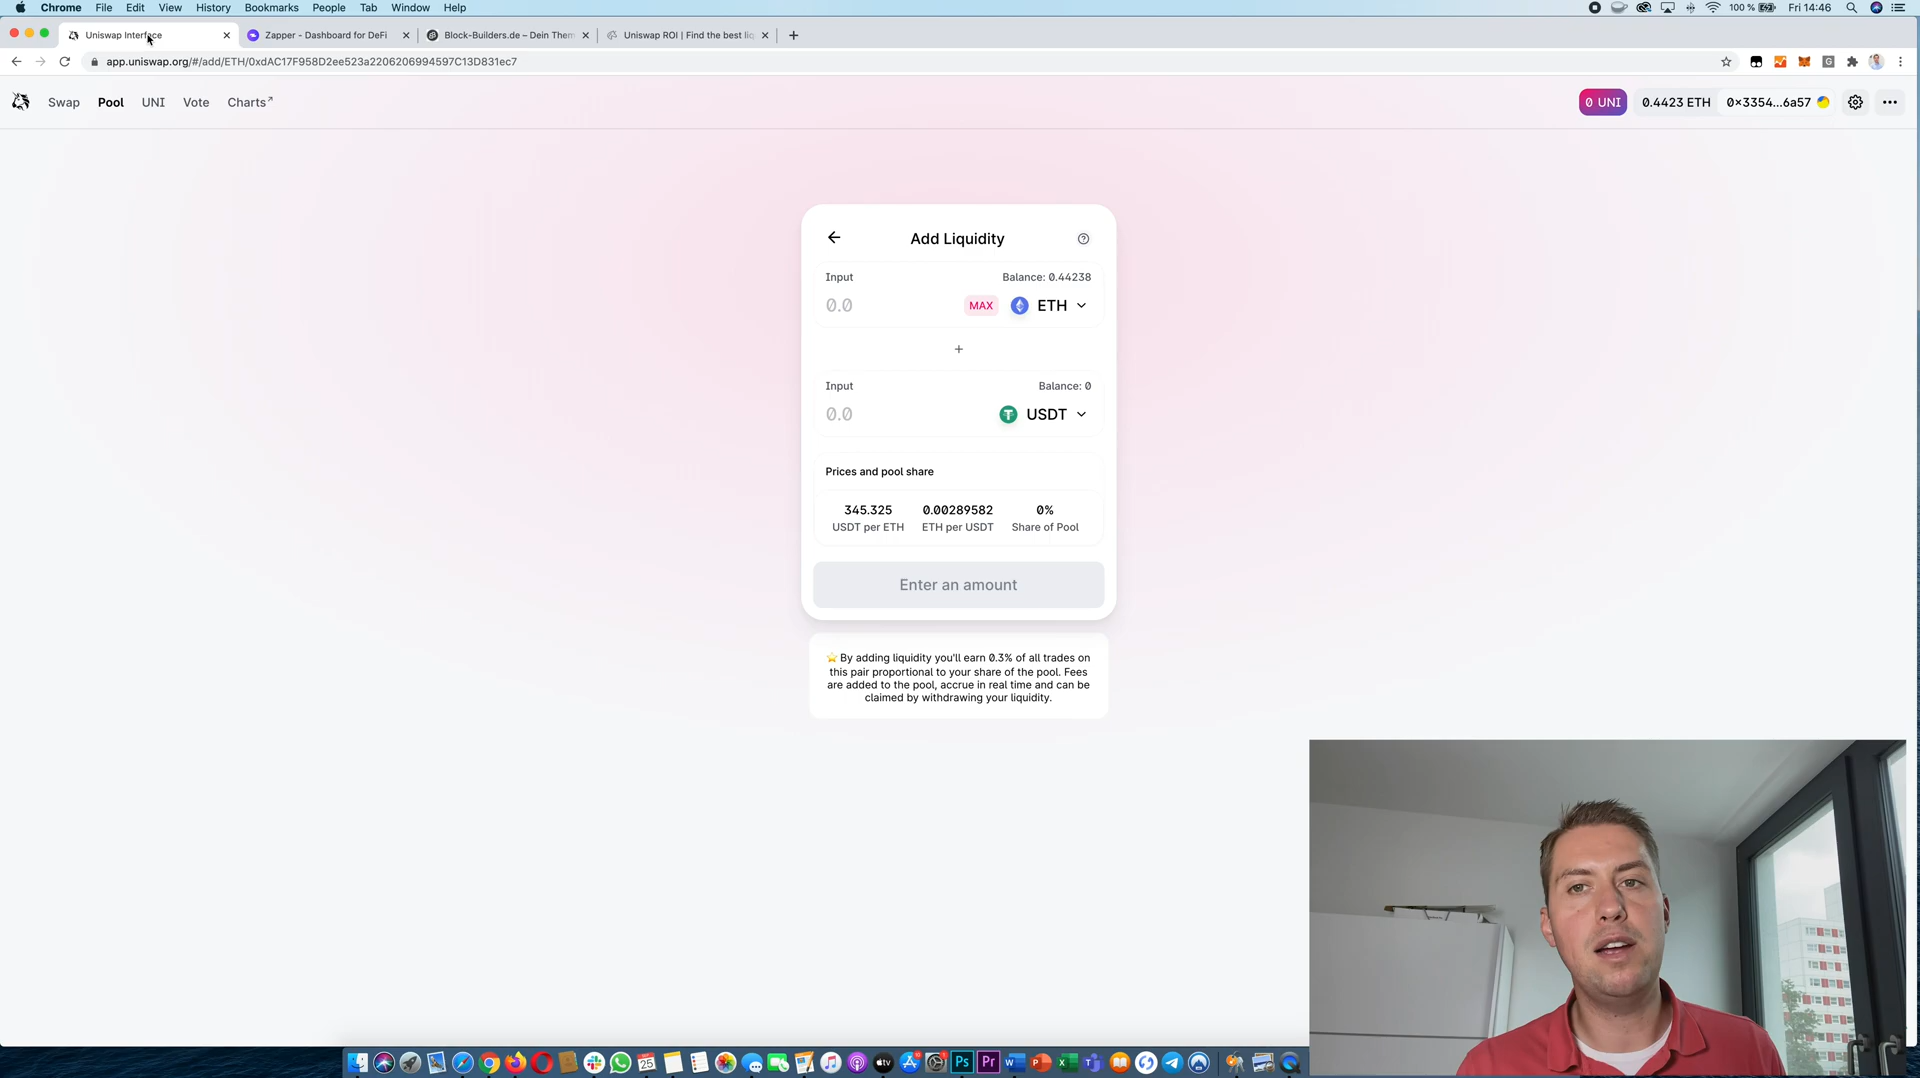 Chrome File Edit View History Bookmarks People Tab Window Help
100 % Fri 14:46
Uniswap Interface
Zapper - Dashboard for DeFi
Block-Builders.de – Dein Them
Uniswap ROI | Find the best liq
app.uniswap.org/#/add/ETH/0xdAC17F958D2ee523a2206206994597C13D831ec7
Swap Pool UNI Vote Charts↗
0 UNI 0.4423 ETH 0×3354...6a57
Add Liquidity
Input Balance: 0.44238
0.0 MAX ETH
+
Input Balance: 0
0.0 USDT
Prices and pool share
345.325 0.00289582 0%
USDT per ETH ETH per USDT Share of Pool
Enter an amount
⭐ By adding liquidity you'll earn 0.3% of all trades on
this pair proportional to your share of the pool. Fees
are added to the pool, accrue in real time and can be
claimed by withdrawing your liquidity.
tv 25 Ps Pr